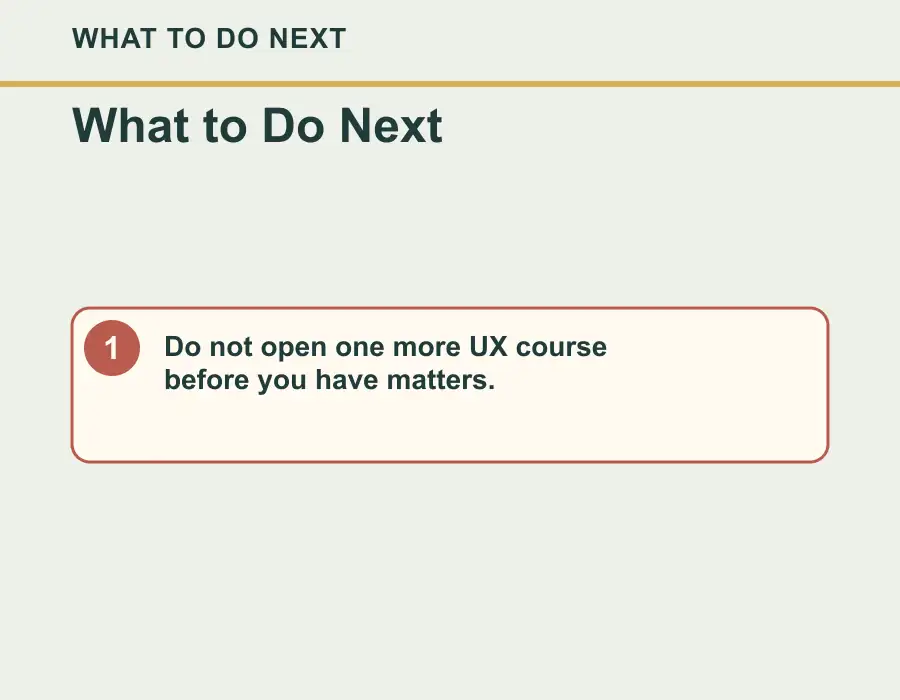 WHAT TO DO NEXT
What to Do Next
1
Do not open one more UX course
before you have matters.